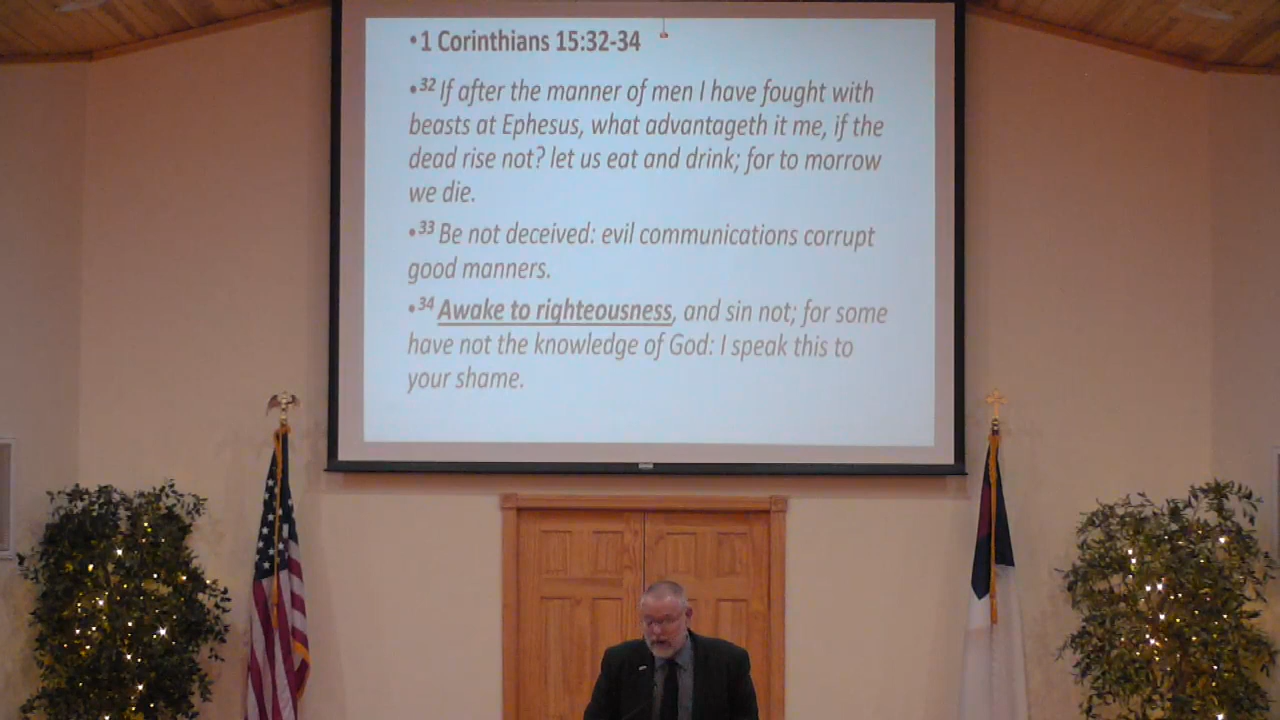 •1 Corinthians 15:32-34
•32 If after the manner of men I have fought with
beasts at Ephesus, what advantageth it me, if the
dead rise not? let us eat and drink; for to morrow
we die.
•33 Be not deceived: evil communications corrupt
good manners.
•34 Awake to righteousness, and sin not; for some
have not the knowledge of God: I speak this to
your shame.